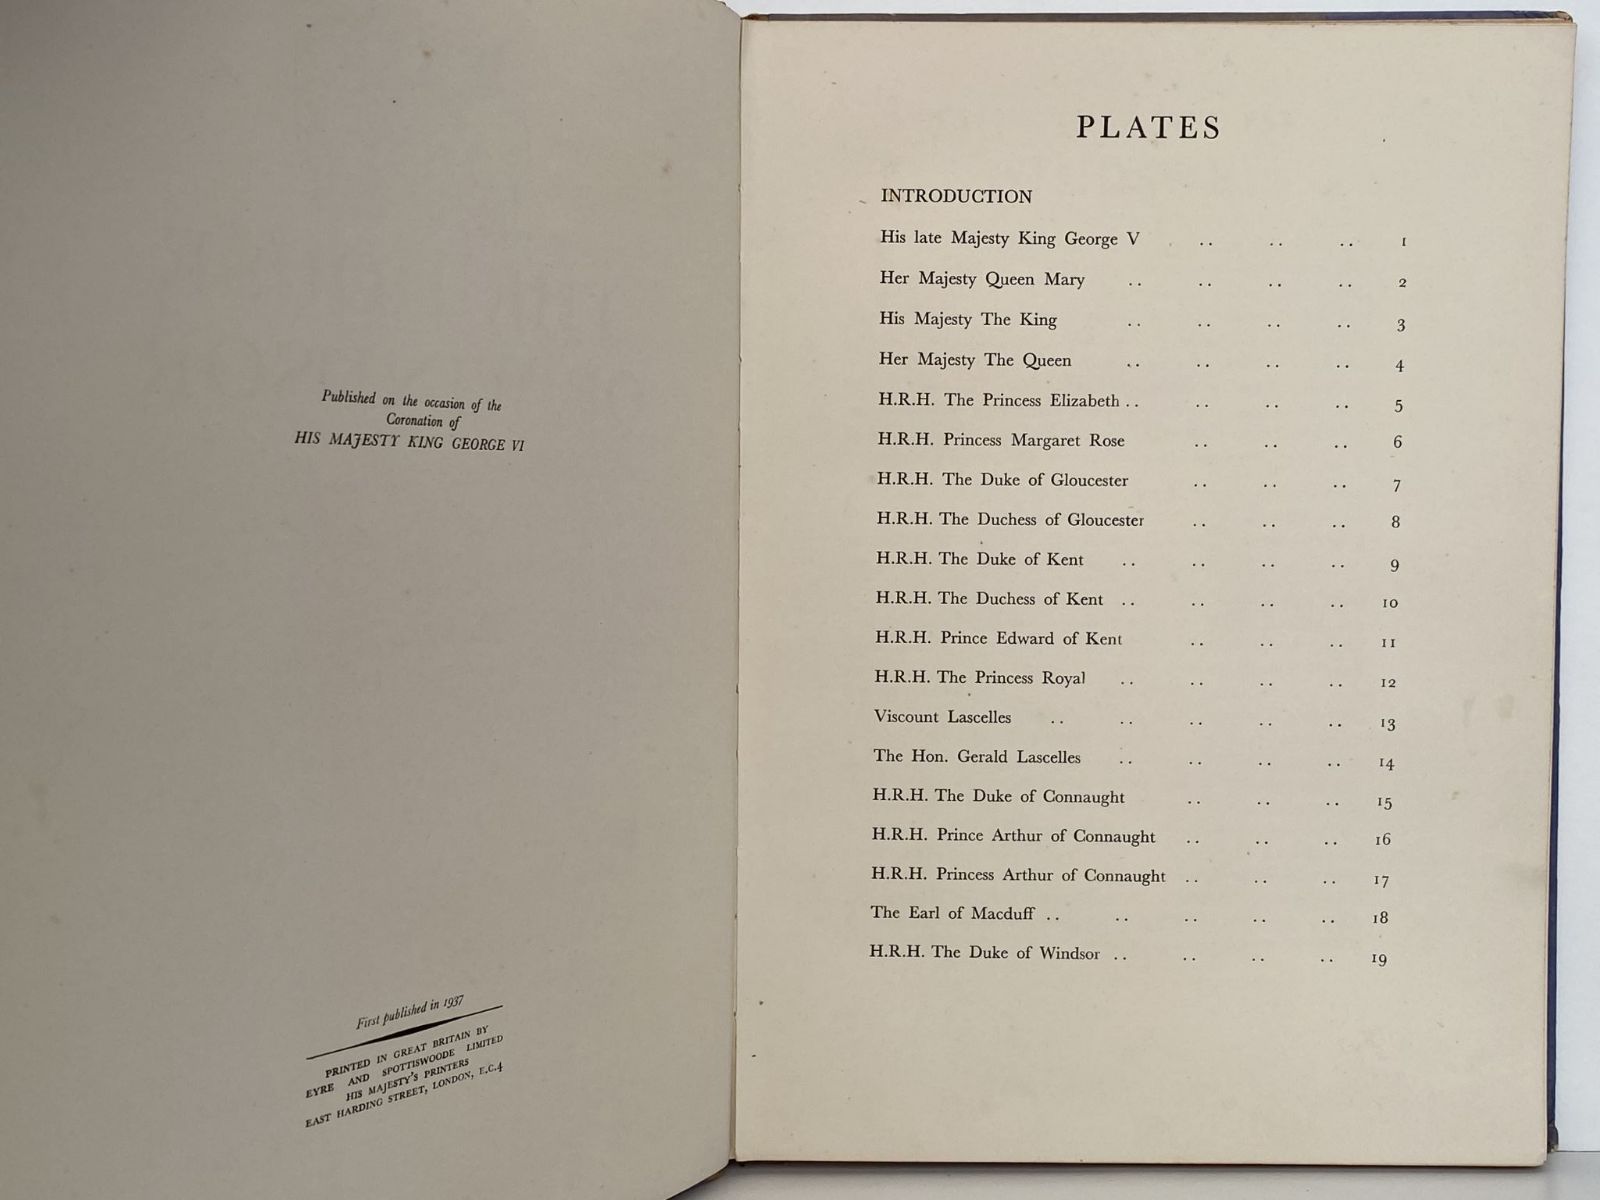 Published on the occasion of the
Coronation of
HIS MAJESTY KING GEORGE VI
First published in 1937
PRINTED IN GREAT BRITAIN BY
EYRE AND SPOTTISWOODE LIMITED
HIS MAJESTY'S PRINTERS
EAST HARDING STREET, LONDON, E.C.4
PLATES
INTRODUCTION
His late Majesty King George V .. .. .. 1
Her Majesty Queen Mary .. .. .. .. 2
His Majesty The King .. .. .. .. 3
Her Majesty The Queen .. .. .. .. 4
H.R.H. The Princess Elizabeth .. .. .. .. 5
H.R.H. Princess Margaret Rose .. .. .. 6
H.R.H. The Duke of Gloucester .. .. .. 7
H.R.H. The Duchess of Gloucester .. .. .. 8
H.R.H. The Duke of Kent .. .. .. .. 9
H.R.H. The Duchess of Kent .. .. .. .. 10
H.R.H. Prince Edward of Kent .. .. .. 11
H.R.H. The Princess Royal .. .. .. .. 12
Viscount Lascelles .. .. .. .. .. 13
The Hon. Gerald Lascelles .. .. .. .. 14
H.R.H. The Duke of Connaught .. .. .. 15
H.R.H. Prince Arthur of Connaught .. .. .. 16
H.R.H. Princess Arthur of Connaught .. .. .. 17
The Earl of Macduff .. .. .. .. .. 18
H.R.H. The Duke of Windsor .. .. .. .. 19